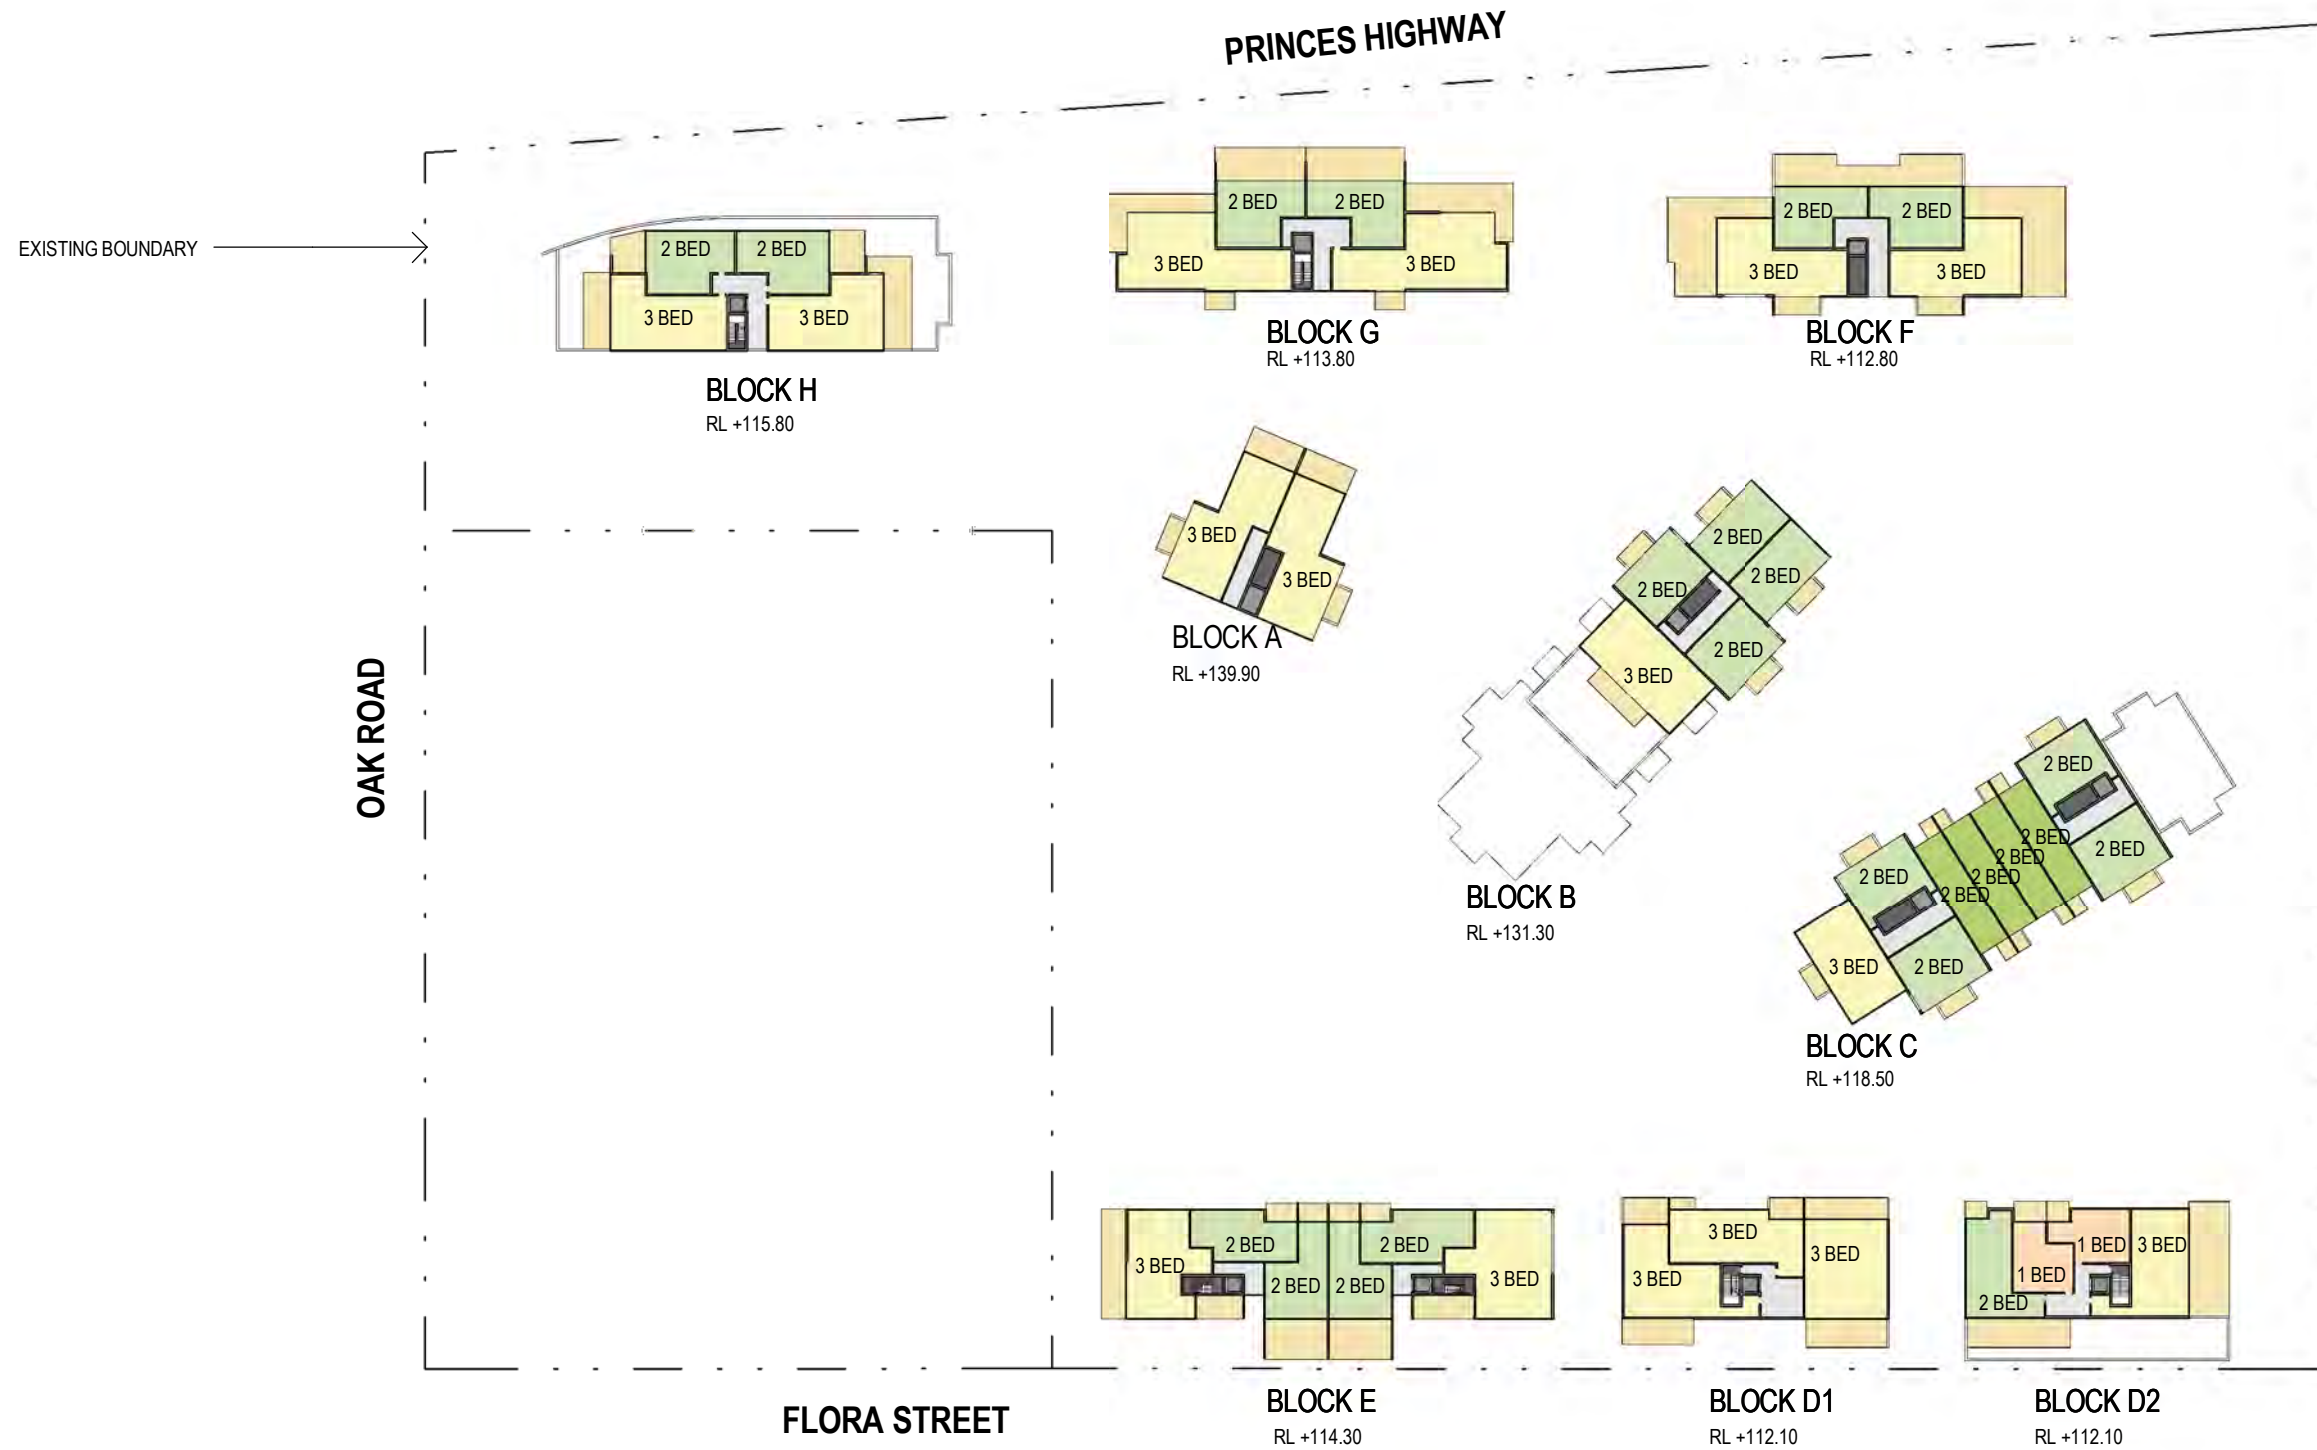 PRINCES HIGHWAY
EXISTING BOUNDARY
2 BED
2 BED
3 BED
3 BED
BLOCK H
RL +115.80
2 BED
2 BED
3 BED
3 BED
BLOCK G
RL +113.80
2 BED
2 BED
3 BED
3 BED
BLOCK F
RL +112.80
3 BED
3 BED
BLOCK A
RL +139.90
2 BED
2 BED
2 BED
2 BED
3 BED
BLOCK B
RL +131.30
2 BED
2 BED
2 BED
2 BED
2 BED
2 BED
2 BED
3 BED
2 BED
BLOCK C
RL +118.50
OAK ROAD
2 BED
2 BED
3 BED
2 BED
2 BED
3 BED
BLOCK E
RL +114.30
3 BED
3 BED
3 BED
BLOCK D1
RL +112.10
1 BED
3 BED
1 BED
2 BED
BLOCK D2
RL +112.10
FLORA STREET